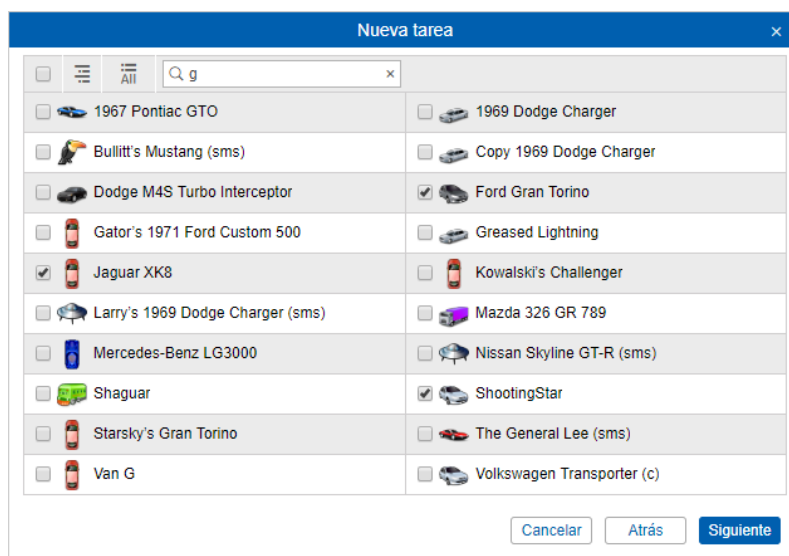 Nueva tarea ×
All g ×
1967 Pontiac GTO
1969 Dodge Charger
Bullitt's Mustang (sms)
Copy 1969 Dodge Charger
Dodge M4S Turbo Interceptor
Ford Gran Torino
Gator's 1971 Ford Custom 500
Greased Lightning
Jaguar XK8
Kowalski's Challenger
Larry's 1969 Dodge Charger (sms)
Mazda 326 GR 789
Mercedes-Benz LG3000
Nissan Skyline GT-R (sms)
Shaguar
ShootingStar
Starsky's Gran Torino
The General Lee (sms)
Van G
Volkswagen Transporter (c)
Cancelar Atrás Siguiente